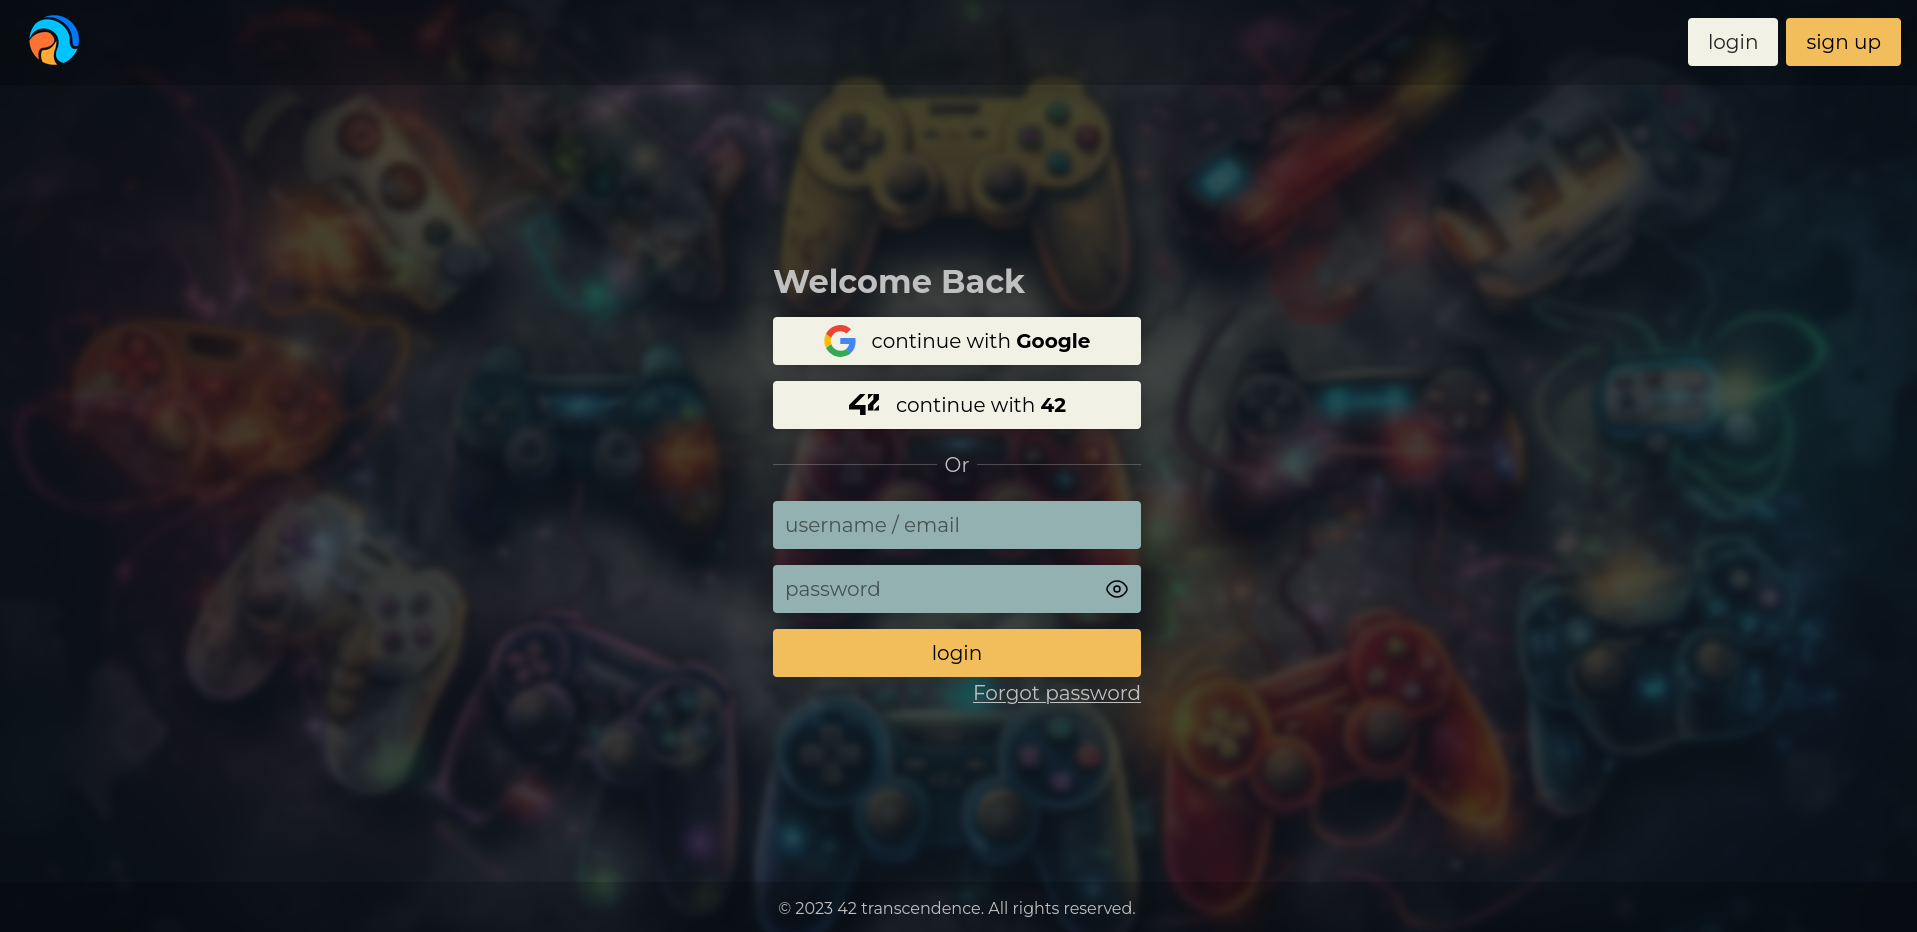 login
sign up
Welcome Back
continue with Google
42 continue with 42
Or
username / email
password
login
Forgot password
© 2023 42 transcendence. All rights reserved.